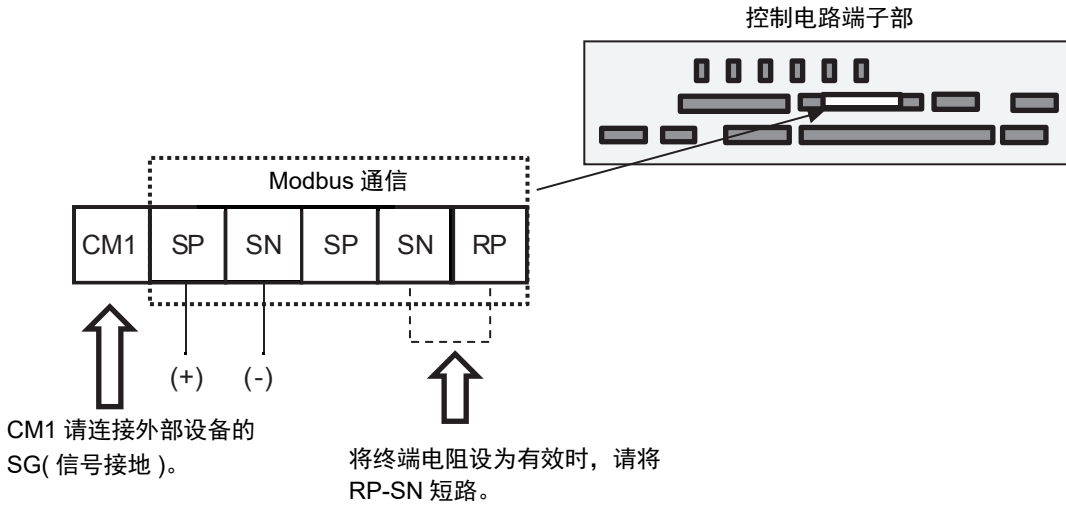 控制电路端子部
Modbus 通信
CM1 SP SN SP SN RP
(+) (-)
CM1 请连接外部设备的
SG( 信号接地 )。
将终端电阻设为有效时，请将
RP-SN 短路。